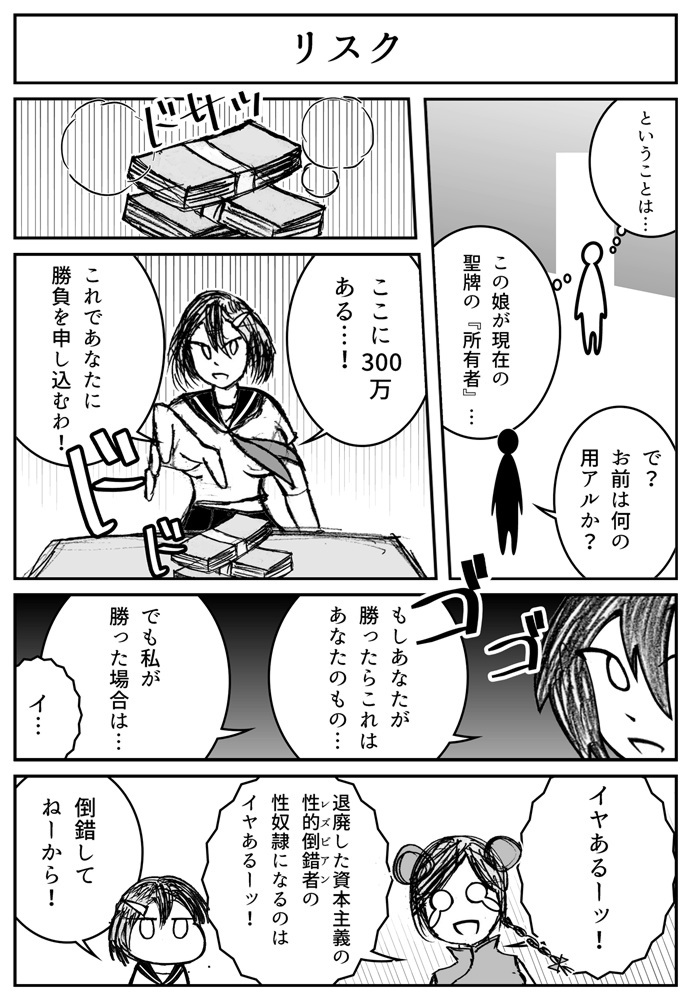 リスク
ということは…
この娘が現在の
聖牌の『所有者』…
で？
お前は何の
用アルか？
ドサッ
ここに
300万
ある…！
これであなたに
勝負を申し込むわ！
ドドド
ゴゴ
もしあなたが
勝ったらこれは
あなたのもの…
でも私が
勝った場合は…
イ…
イヤあるーッ！
退廃した資本主義の
性的倒錯者の
レズビアン
性奴隷になるのは
イヤあるーッ！
倒錯して
ねーから！